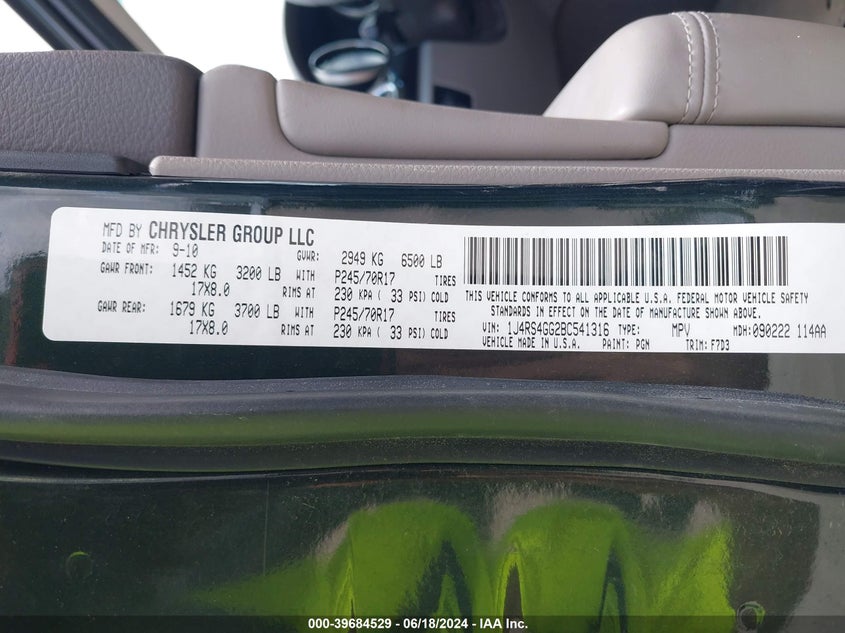 MFD BY CHRYSLER GROUP LLC
DATE OF MFR: 9-10 GVWR: 2949 KG 6500 LB
GAWR FRONT: 1452 KG 3200 LB WITH P245/70R17 TIRES
17X8.0 RIMS AT 230 KPA ( 33 PSI) COLD
GAWR REAR: 1679 KG 3700 LB WITH P245/70R17 TIRES
17X8.0 RIMS AT 230 KPA ( 33 PSI) COLD
THIS VEHICLE CONFORMS TO ALL APPLICABLE U.S.A. FEDERAL MOTOR VEHICLE SAFETY
STANDARDS IN EFFECT ON THE DATE OF MANUFACTURE SHOWN ABOVE.
VIN: 1J4RS4GG2BC541316 TYPE: MPV MDH: 090222 114AA
VEHICLE MADE IN U.S.A. PAINT: PGN TRIM: F7D3
000-39684529 - 06/18/2024 - IAA Inc.